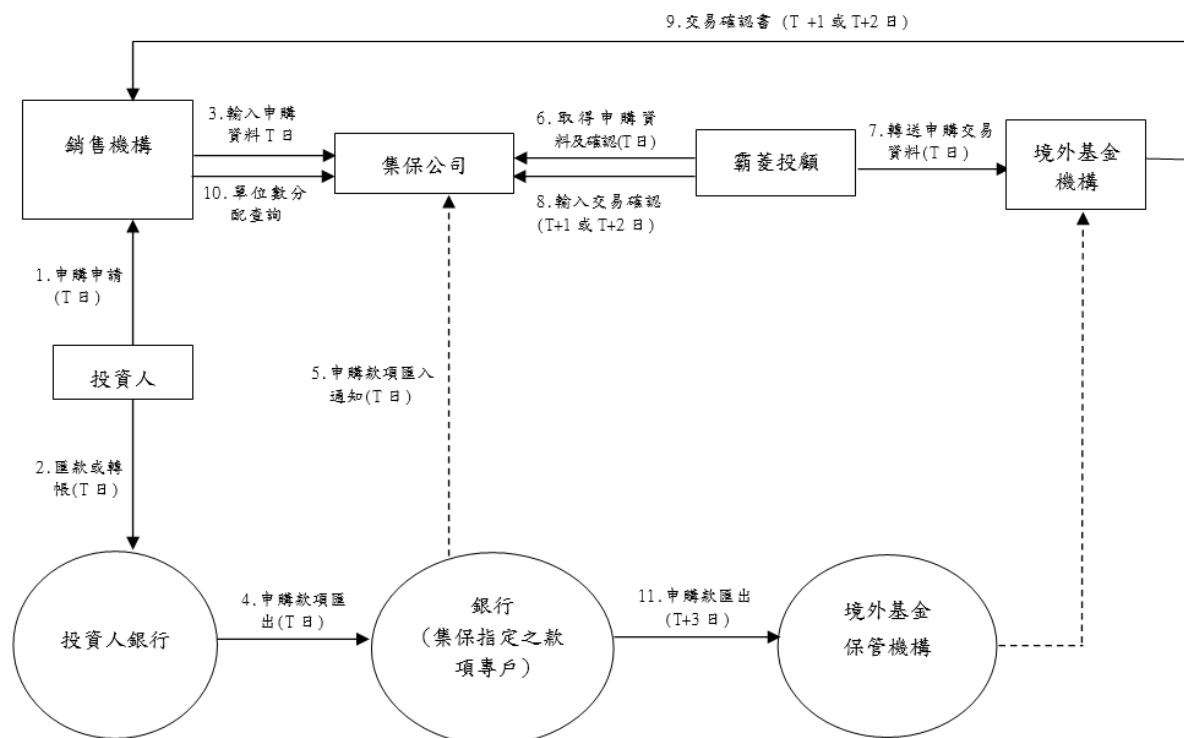 9.交易確認書 (T +1 或 T+2 日)
銷售機構
3.輸入申購
資料 T 日
10.單位數分
配查詢
集保公司
6.取得申購資
料及確認(T日)
8.輸入交易確認
(T+1 或 T+2 日)
霸菱投顧
7.轉送申購交易
資料(T日)
境外基金
機構
1.申購申請
(T 日)
投資人
5.申購款項匯入
通知(T 日)
2.匯款或轉
帳(T 日)
投資人銀行
4.申購款項匯
出(T 日)
銀行
(集保指定之款
項專戶)
11.申購款匯出
(T+3 日)
境外基金
保管機構